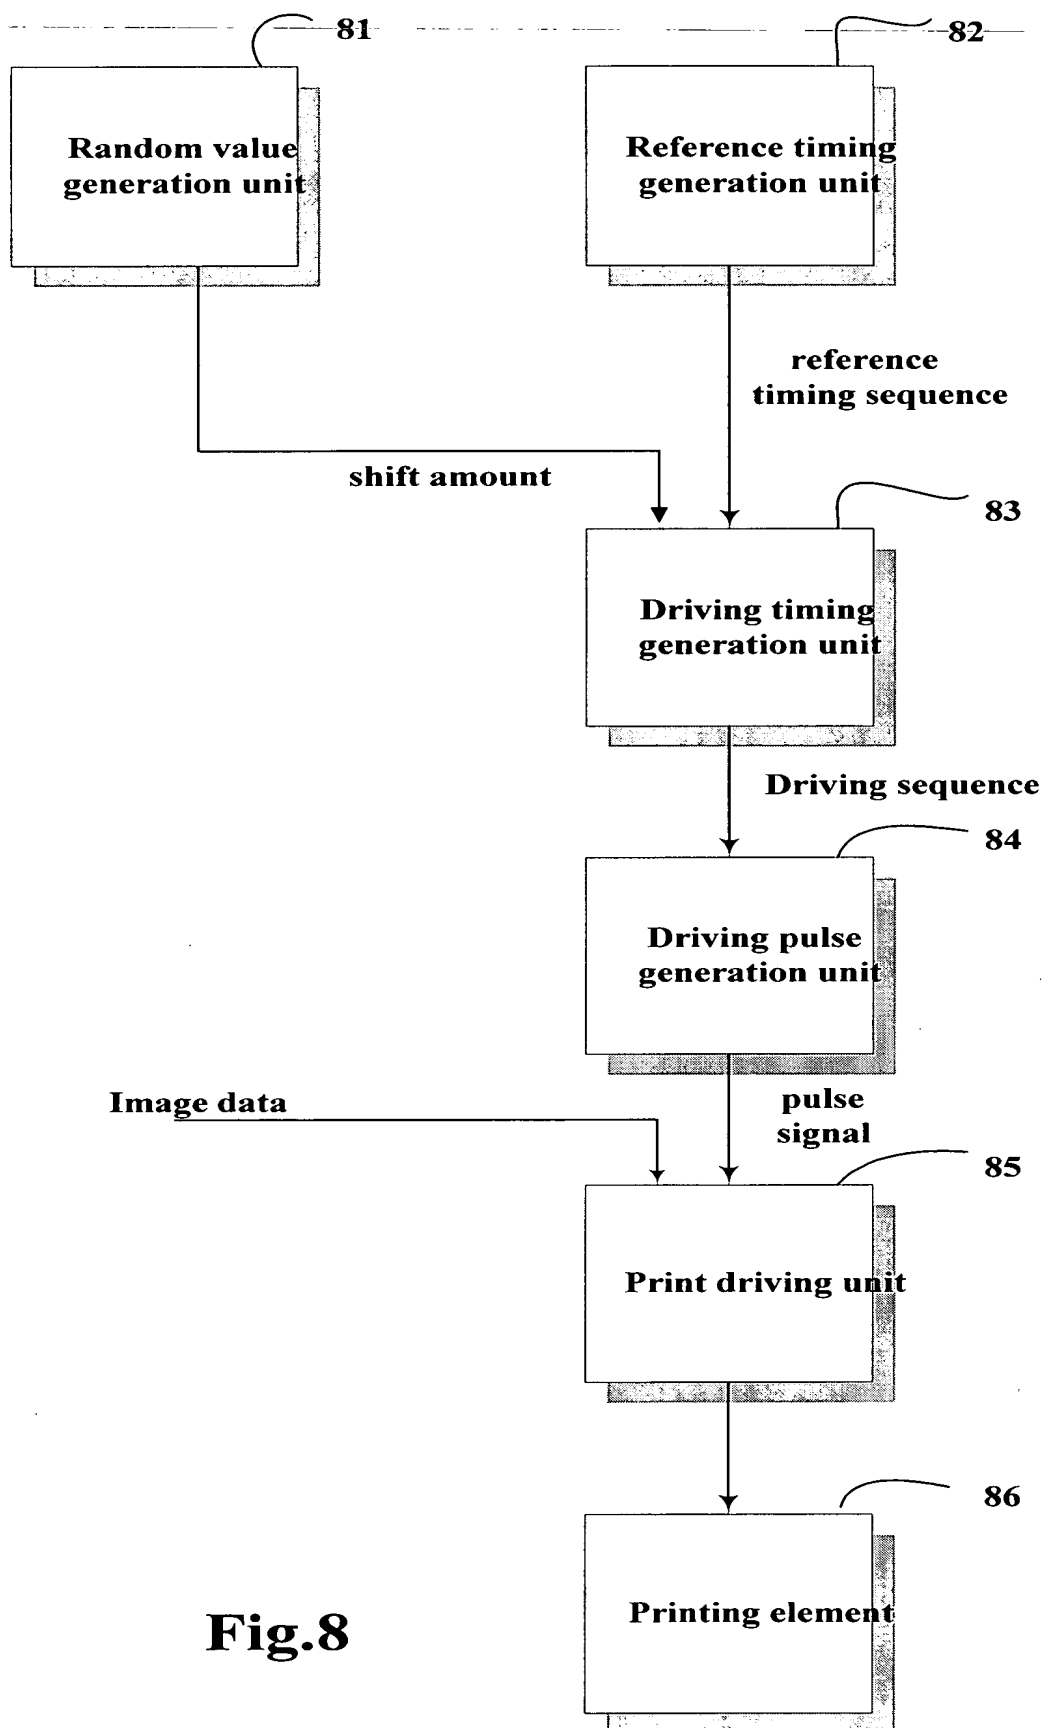 81
82
Random value
generation unit
Reference timing
generation unit
reference
timing sequence
shift amount
83
Driving timing
generation unit
Driving sequence
84
Driving pulse
generation unit
Image data
pulse
signal
85
Print driving unit
86
Printing element
Fig.8